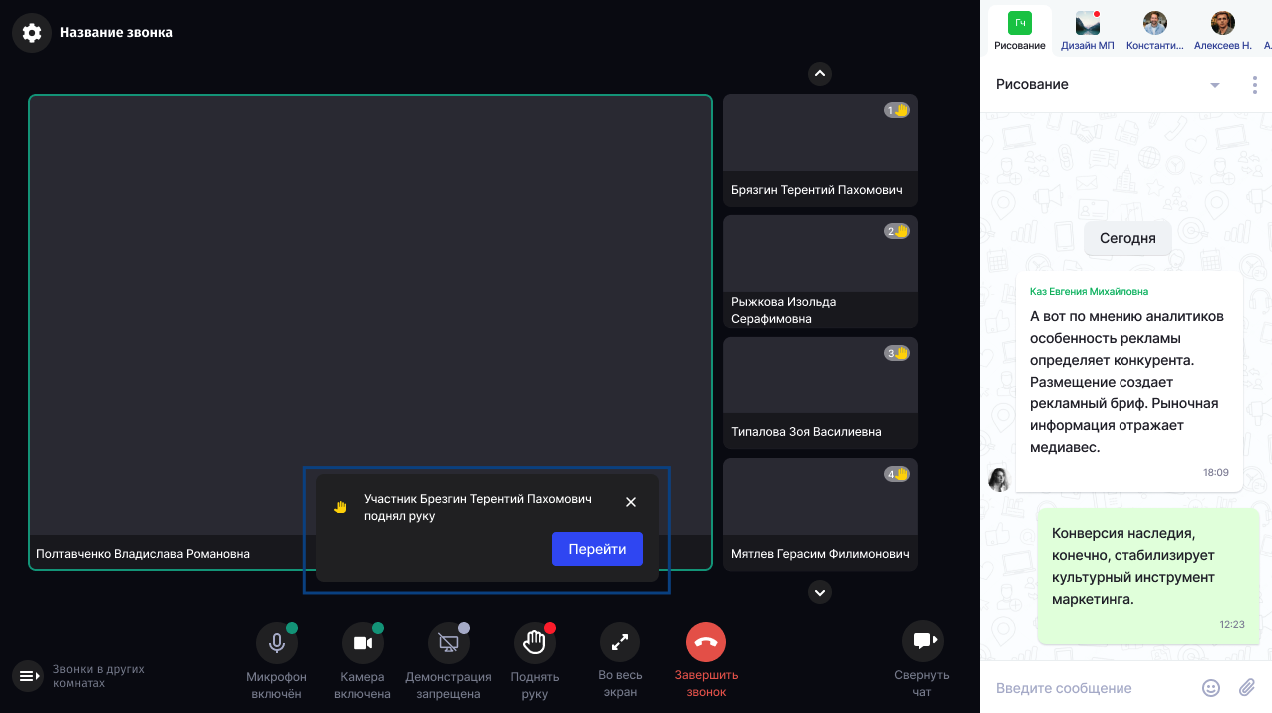 Название звонка
1
Брязгин Терентий Пахомович
2
Рыжкова Изольда
Серафимовна
3
Типалова Зоя Василиевна
4
Мятлев Герасим Филимонович
Полтавченко Владислава Романовна
Участник Брезгин Терентий Пахомович
поднял руку
Перейти
Звонки в других
комнатах
Микрофон
включён
Камера
включена
Демонстрация
запрещена
Поднять
руку
Во весь
экран
Завершить
звонок
Свернуть
чат
Гч
Рисование
Дизайн МП
Константи...
Алексеев Н.
А.
Рисование
Сегодня
Каз Евгения Михайловна
А вот по мнению аналитиков
особенность рекламы
определяет конкурента.
Размещение создает
рекламный бриф. Рыночная
информация отражает
медиавес.
18:09
Конверсия наследия,
конечно, стабилизирует
культурный инструмент
маркетинга.
12:23
Введите сообщение